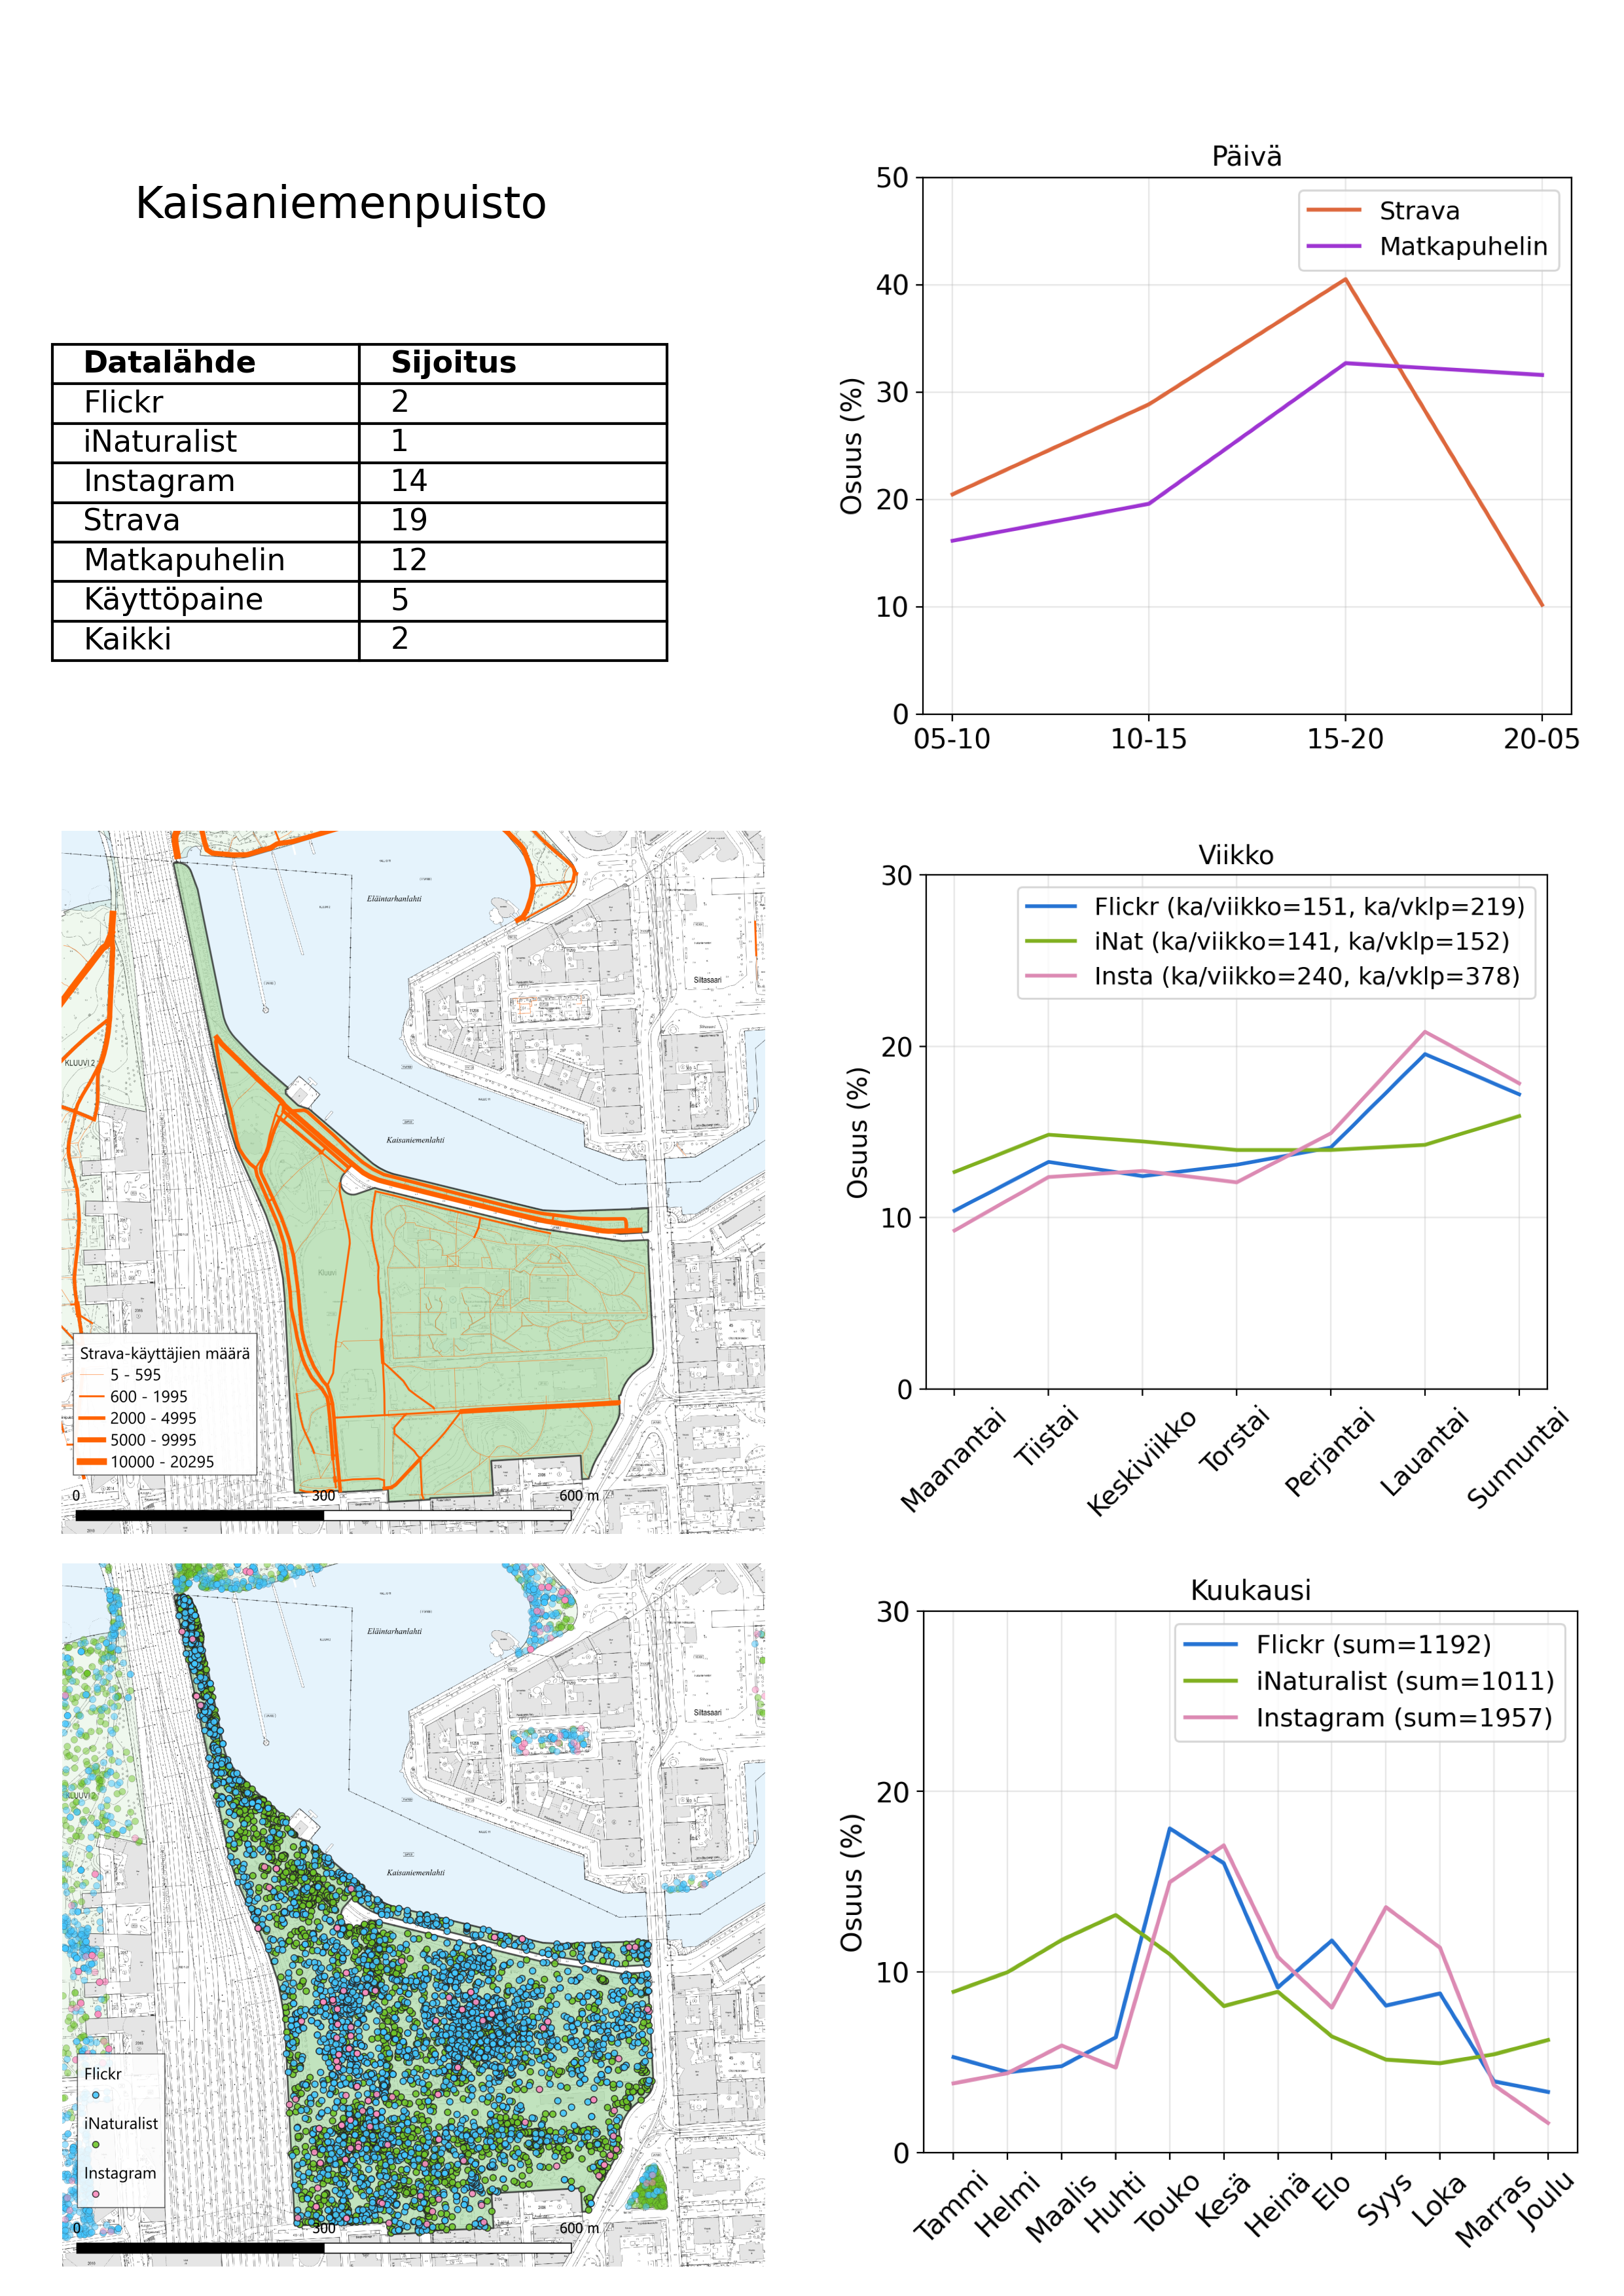 Kaisaniemenpuisto
Datalähde Sijoitus
Flickr 2
iNaturalist 1
Instagram 14
Strava 19
Matkapuhelin 12
Käyttöpaine 5
Kaikki 2
Päivä
Strava
Matkapuhelin
Osuus (%)
50
40
30
20
10
0
05-10 10-15 15-20 20-05
Eläintarhanlahti
Siltasaari
KLUUVI 2
Kaisaniemenlahti
Kluuvi
Strava-käyttäjien määrä
5 - 595
600 - 1995
2000 - 4995
5000 - 9995
10000 - 20295
0 300 600 m
Viikko
Flickr (ka/viikko=151, ka/vklp=219)
iNat (ka/viikko=141, ka/vklp=152)
Insta (ka/viikko=240, ka/vklp=378)
Osuus (%)
30
20
10
0
Maanantai Tiistai Keskiviikko Torstai Perjantai Lauantai Sunnuntai
Eläintarhanlahti
Siltasaari
KLUUVI 2
Kaisaniemenlahti
Flickr
iNaturalist
Instagram
0 300 600 m
Kuukausi
Flickr (sum=1192)
iNaturalist (sum=1011)
Instagram (sum=1957)
Osuus (%)
30
20
10
0
Tammi Helmi Maalis Huhti Touko Kesä Heinä Elo Syys Loka Marras Joulu